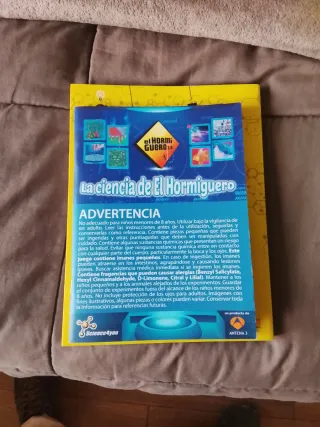 el HORMI
GUERO 3.0
La ciencia de El Hormiguero
ADVERTENCIA
No adecuado para niños menores de 8 años. Utilizar bajo la vigilancia de
un adulto. Leer las instrucciones antes de la utilización, seguirlas y
conservarlas como referencia. Contiene piezas pequeñas que pueden
ser ingeridas y otras puntiagudas que deben ser manipuladas con
cuidado. Contiene algunas sustancias químicas que presentan un riesgo
para la salud. Evitar que ninguna sustancia química entre en contacto
con cualquier parte del cuerpo, particularmente la boca y los ojos. Este
juego contiene imanes pequeños. En caso de ingestión, los imanes
pueden atraerse en los intestinos, agrupándose y causando lesiones
graves. Buscar asistencia médica inmediata si se ingieren los imanes.
Contiene fragancias que pueden causar alergias (Benzyl Salicylate,
Hexyl Cinnamaldehyde, D-Limonene, Citral y Lilial). Mantener a los
niños pequeños y a los animales alejados de los experimentos. Guardar
el conjunto de experimentos fuera del alcance de los niños menores de
8 años. No incluye protección de los ojos para adultos. Imágenes con
fines ilustrativos, algunas piezas o colores pueden variar. Conservar toda
la información para referencias futuras.
Science4you
un producto de
ANTENA 3